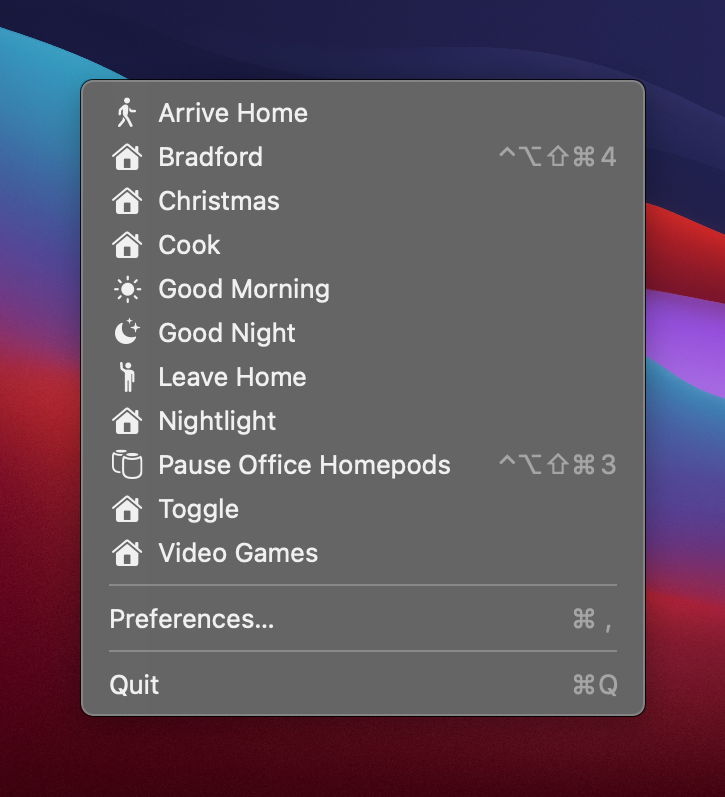 Arrive Home
Bradford ^⌥⇧⌘4
Christmas
Cook
Good Morning
Good Night
Leave Home
Nightlight
Pause Office Homepods ^⌥⇧⌘3
Toggle
Video Games
Preferences... ⌘,
Quit ⌘Q